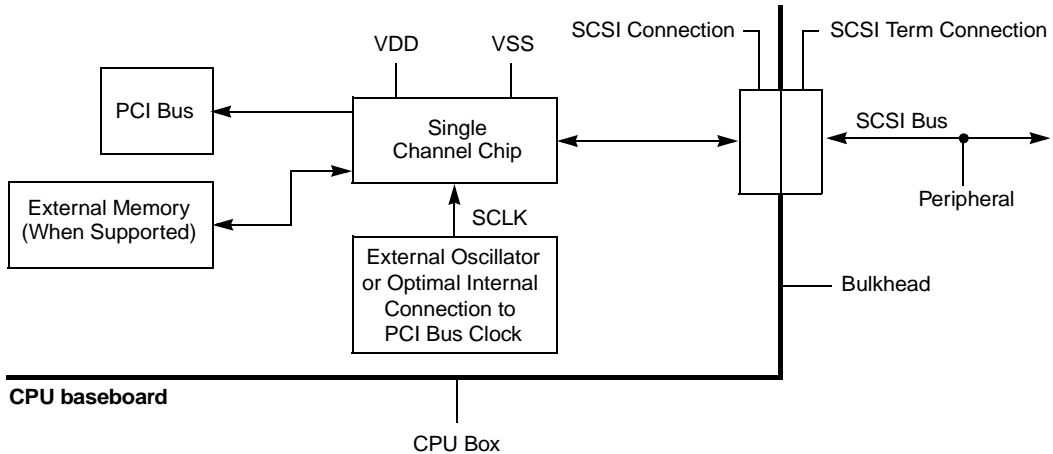 VDD
VSS
SCSI Connection
SCSI Term Connection
PCI Bus
Single
Channel Chip
SCSI Bus
Peripheral
External Memory
(When Supported)
SCLK
External Oscillator
or Optimal Internal
Connection to
PCI Bus Clock
Bulkhead
CPU baseboard
CPU Box